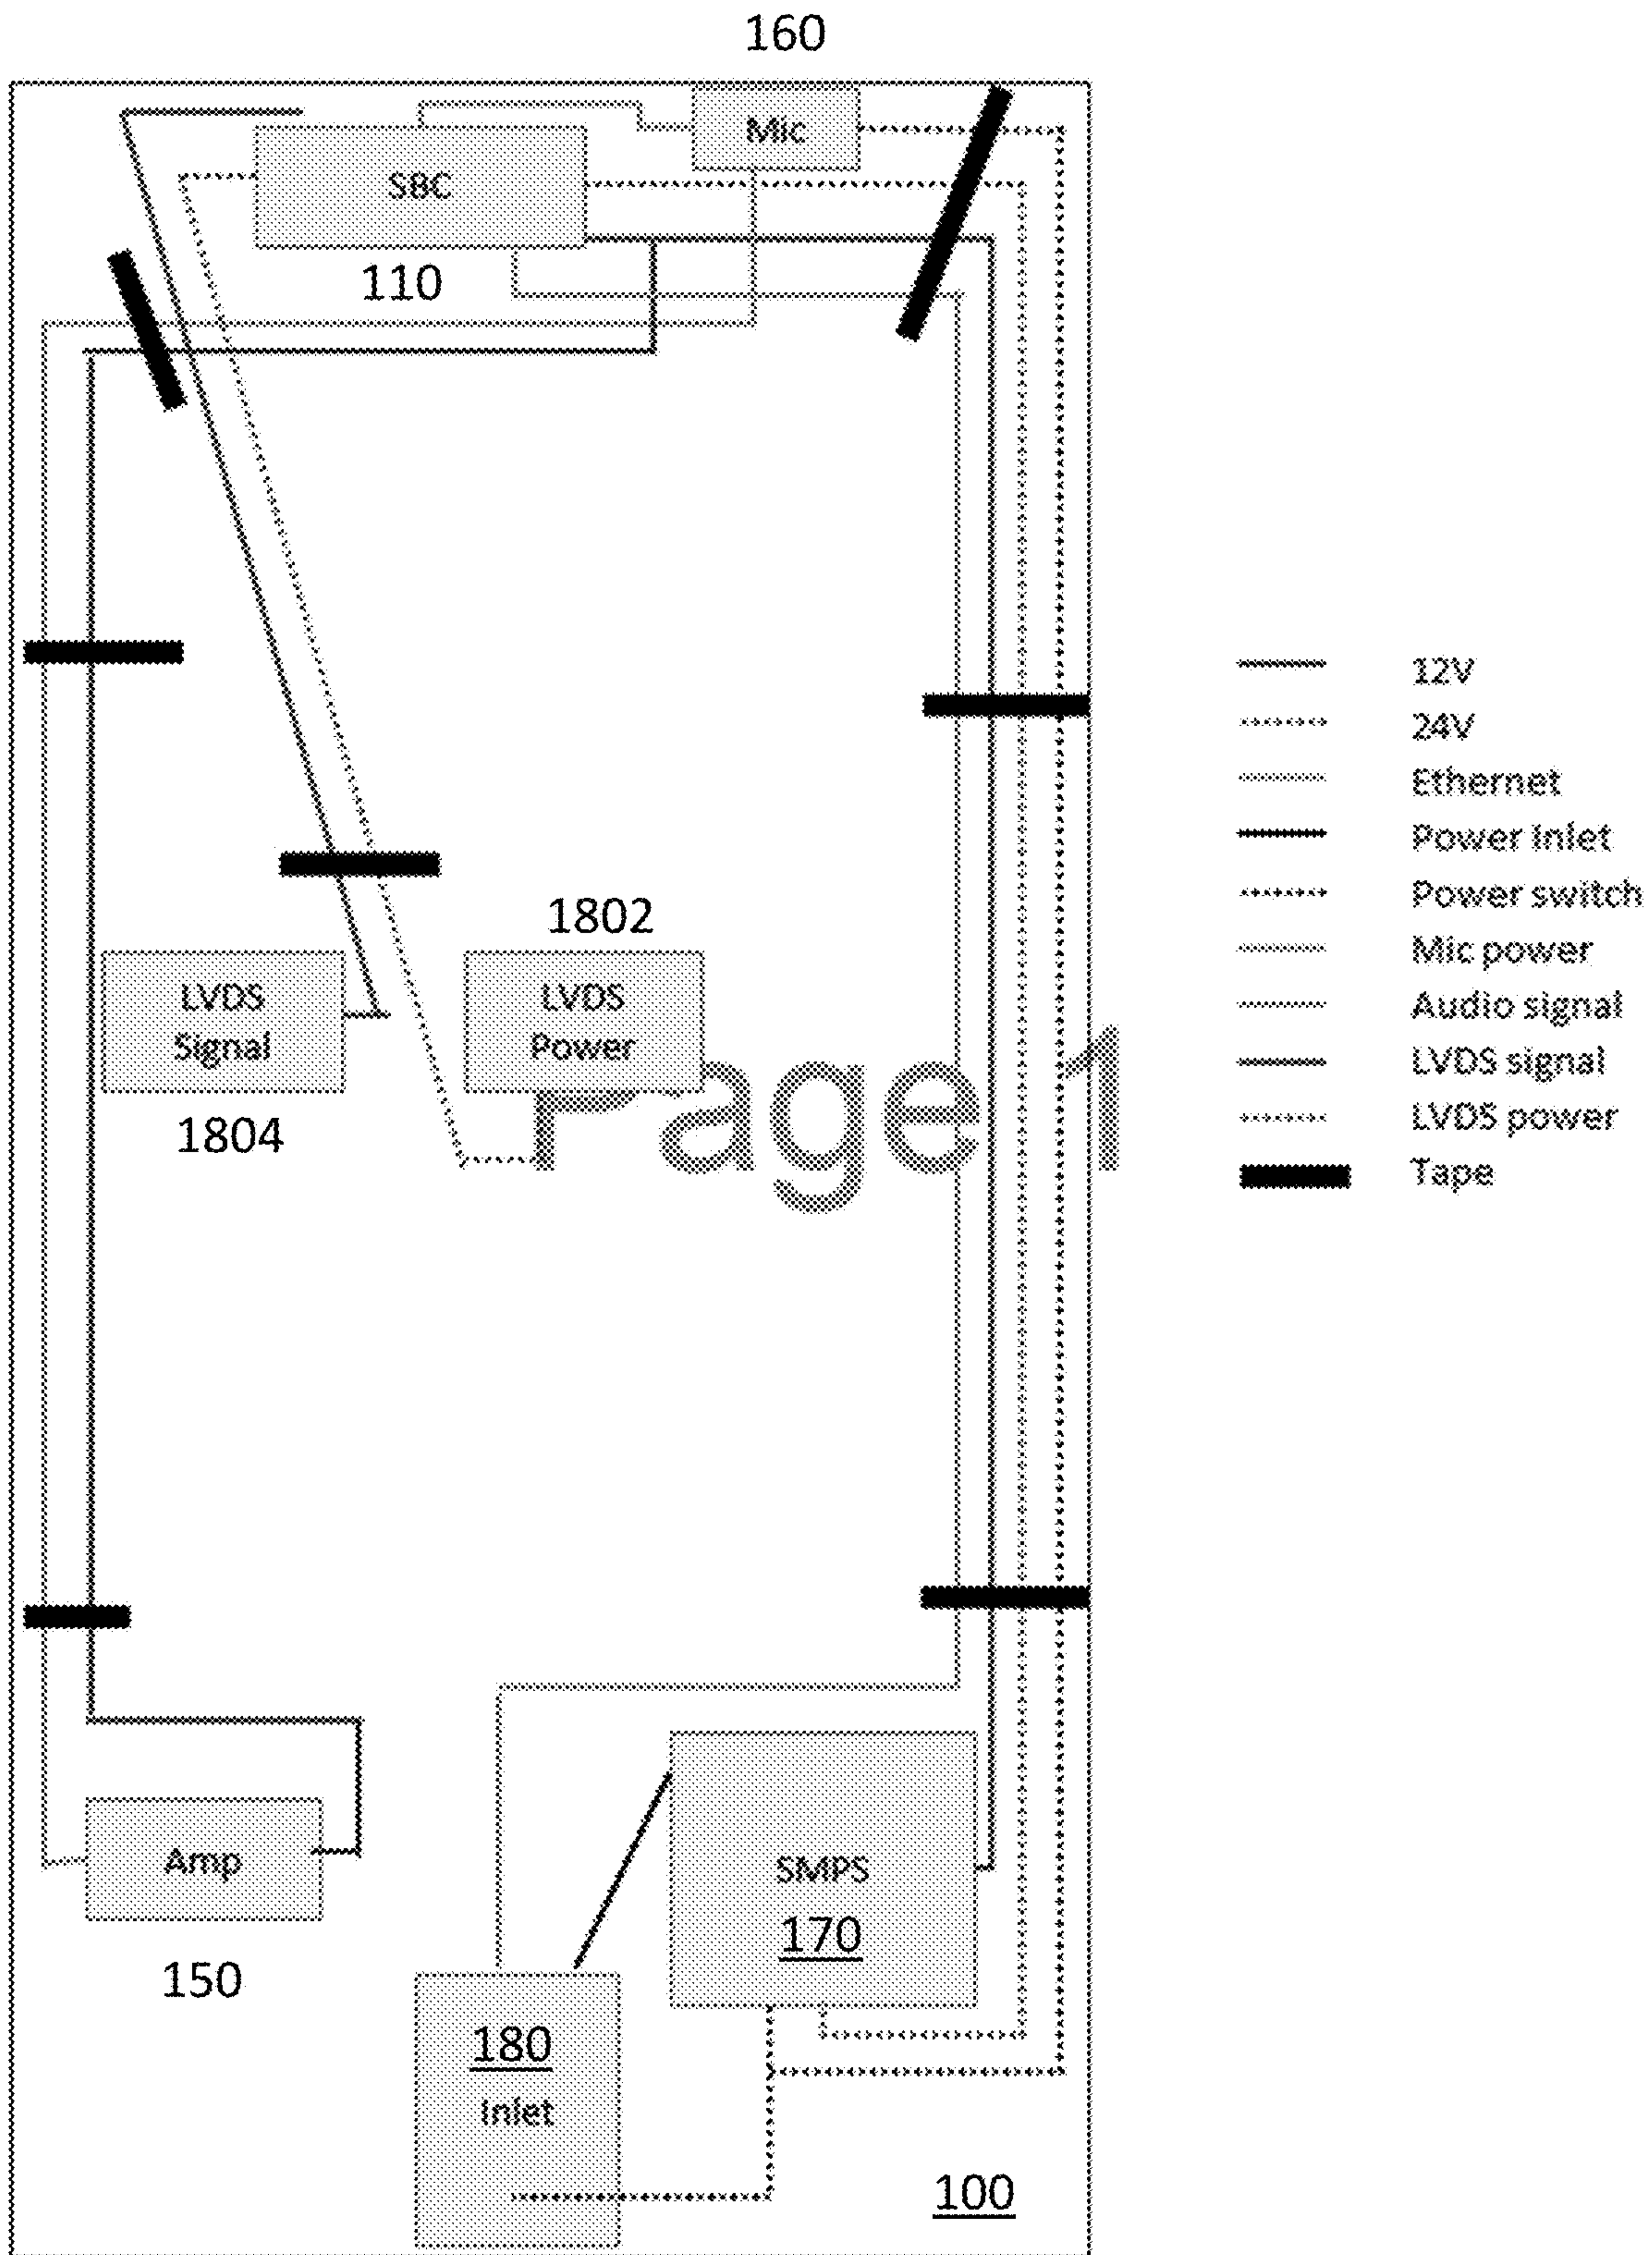 160
Mic
SBC
110
12V
24V
Ethernet
Power Inlet
Power switch
Mic power
Audio signal
LVDS signal
LVDS power
Tape
1802
LVDS
Signal
LVDS
Power
1804
Page 1
Amp
150
SMPS
170
180
Inlet
100